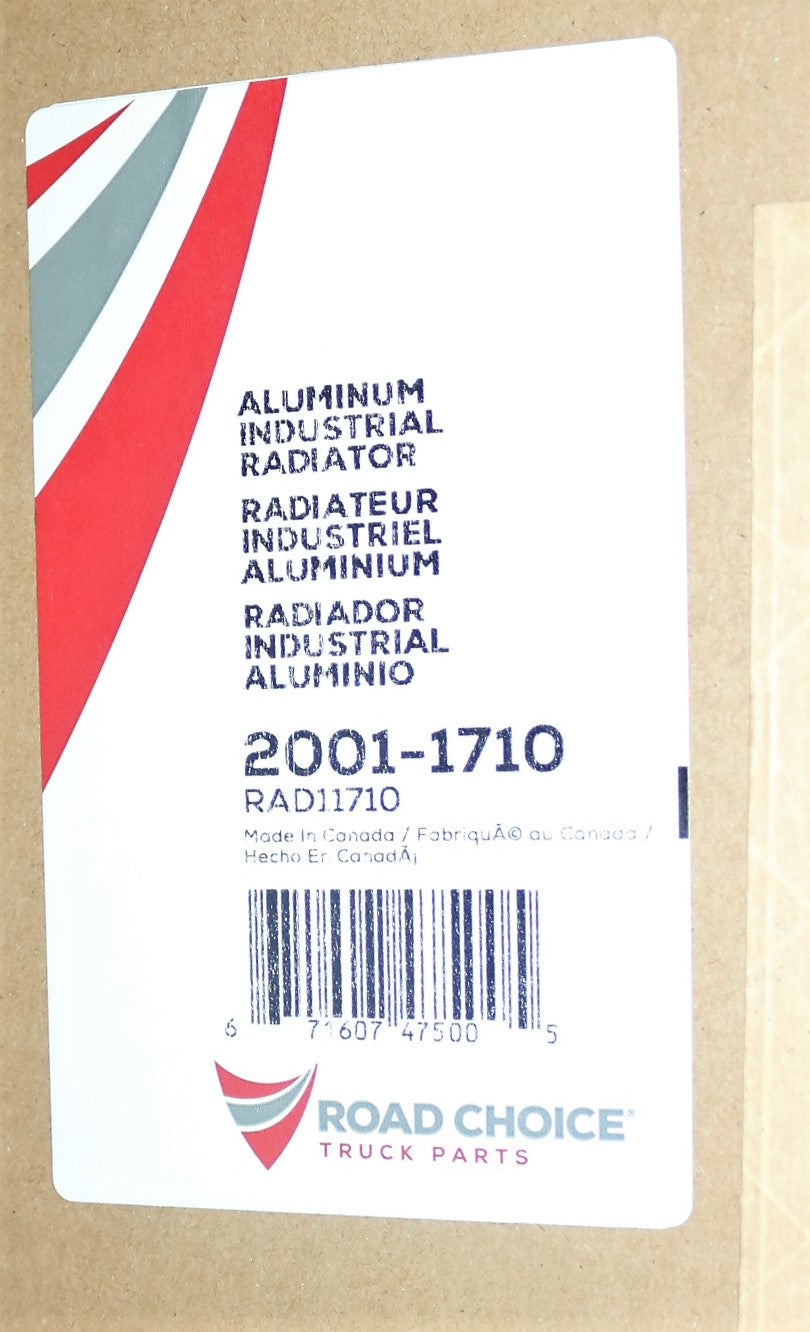 ALUMINUM
INDUSTRIAL
RADIATOR
RADIATEUR
INDUSTRIEL
ALUMINIUM
RADIADOR
INDUSTRIAL
ALUMINIO
2001-1710
RAD11710
Made In Canada / FabriquÃ© au Canada /
Hecho En CanadÃ¡
6 71607 47500 5
ROAD CHOICE®
TRUCK PARTS